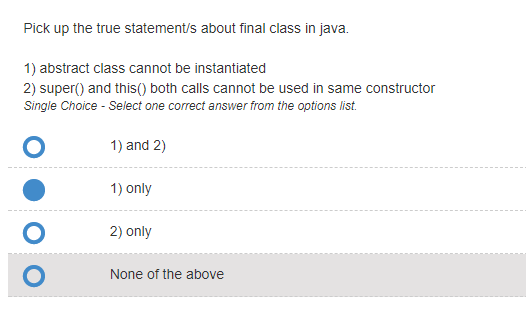 Pick up the true statement/s about final class in java.
1) abstract class cannot be instantiated
2) super() and this() both calls cannot be used in same constructor
Single Choice - Select one correct answer from the options list.
1) and 2)
1) only
2) only
None of the above